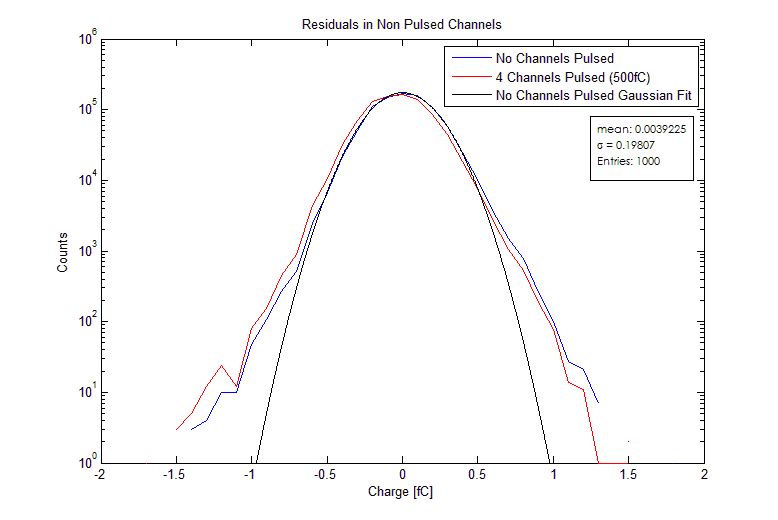 Residuals in Non Pulsed Channels
10^6
10^5
10^4
10^3
10^2
10^1
10^0
Counts
No Channels Pulsed
4 Channels Pulsed (500fC)
No Channels Pulsed Gaussian Fit
mean: 0.0039225
σ = 0.19807
Entries: 1000
-2 -1.5 -1 -0.5 0 0.5 1 1.5 2
Charge [fC]